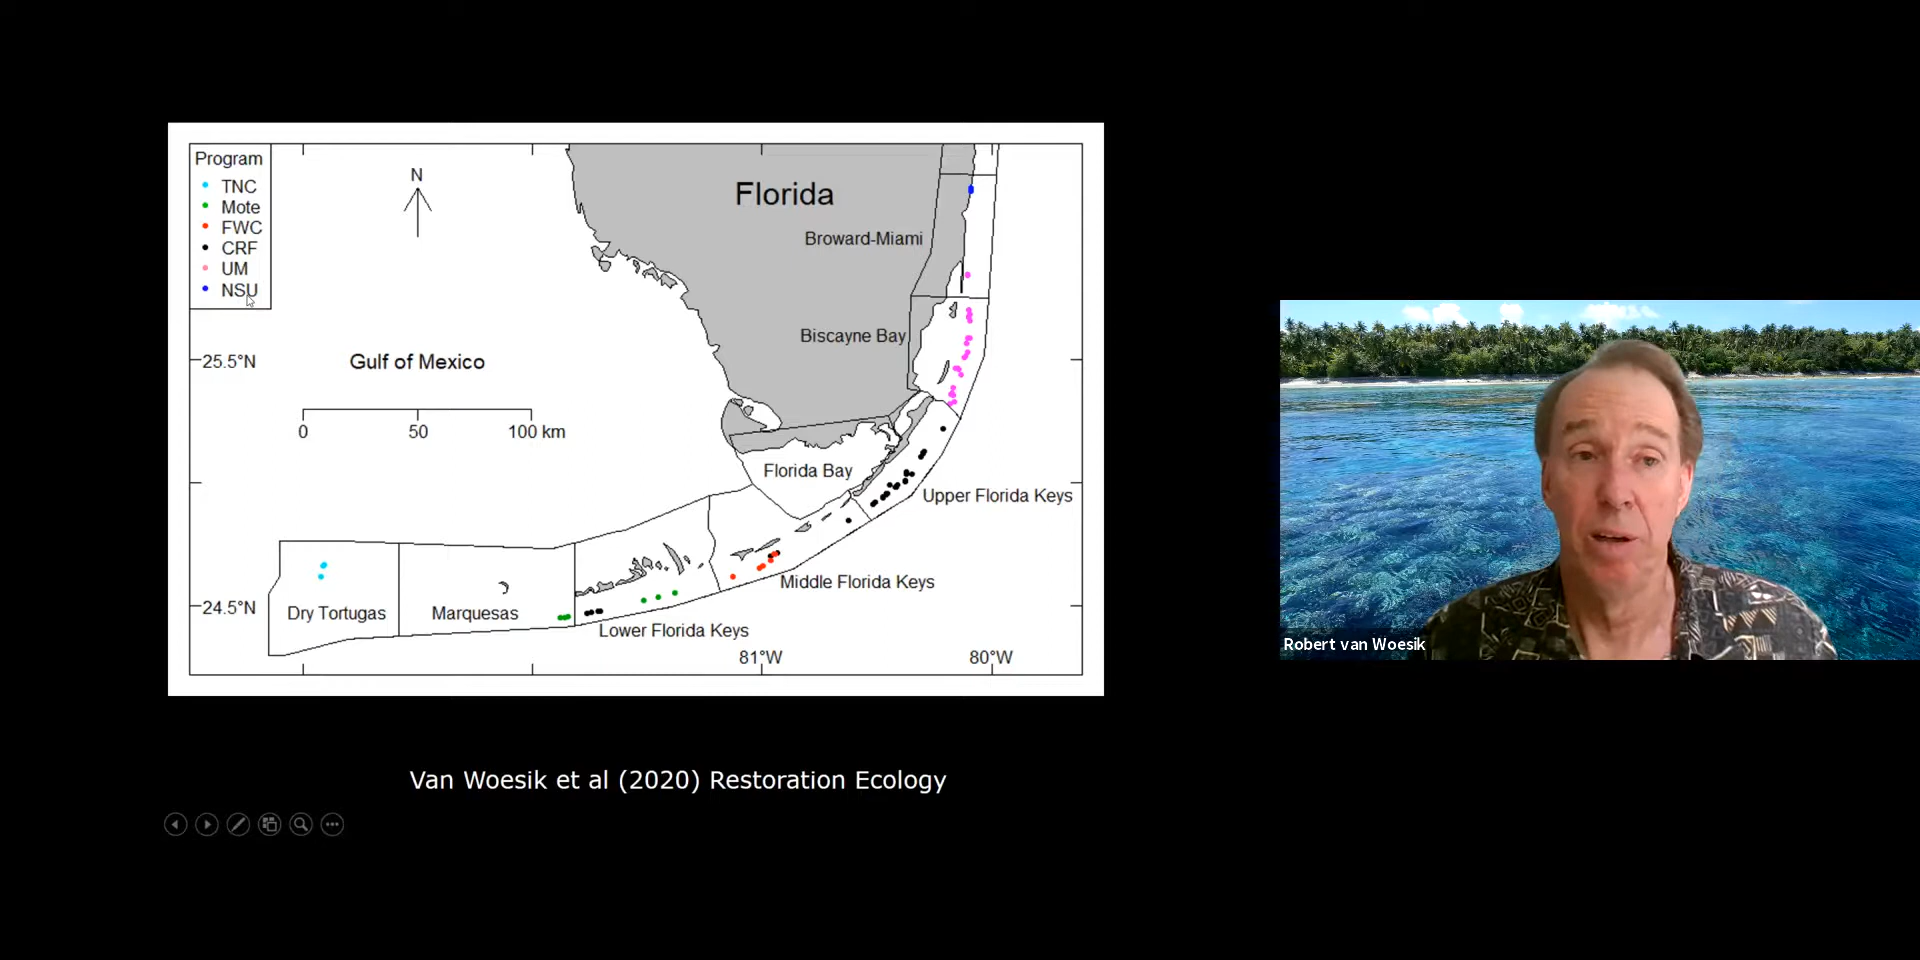 Program
TNC
Mote
FWC
CRF
UM
NSU
N
Florida
Broward-Miami
Biscayne Bay
25.5°N
Gulf of Mexico
0 50 100 km
Florida Bay
Upper Florida Keys
Middle Florida Keys
24.5°N
Dry Tortugas
Marquesas
Lower Florida Keys
81°W
80°W
Robert van Woesik
Van Woesik et al (2020) Restoration Ecology